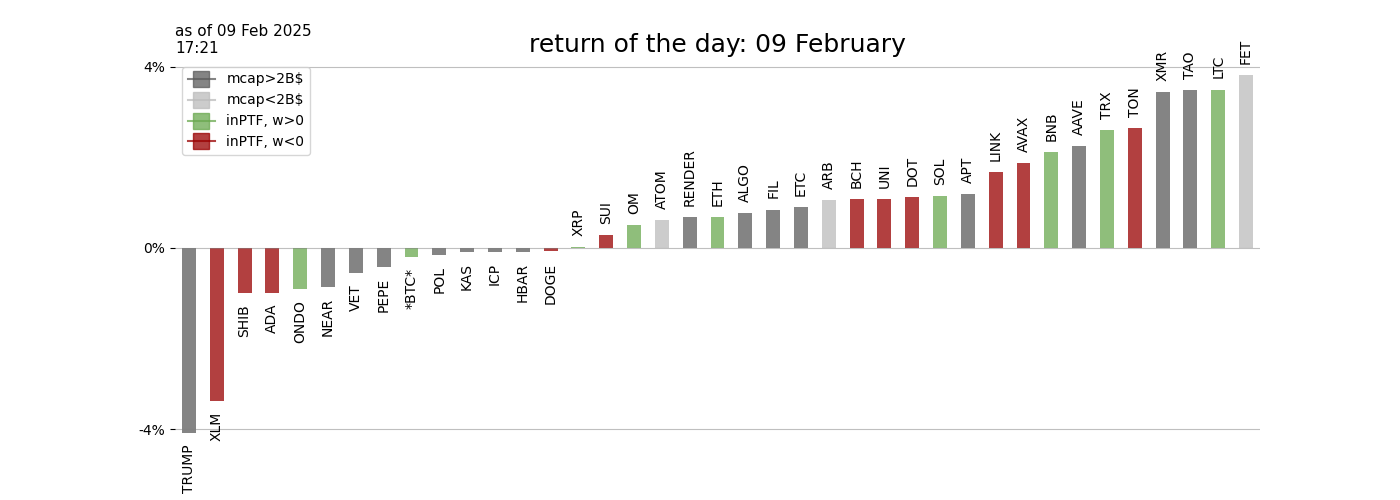 as of 09 Feb 2025
17:21
return of the day: 09 February
4%
0%
-4%
mcap>2B$
mcap<2B$
inPTF, w>0
inPTF, w<0
TRUMP
XLM
SHIB
ADA
ONDO
NEAR
VET
PEPE
*BTC*
POL
KAS
ICP
HBAR
DOGE
XRP
SUI
OM
ATOM
RENDER
ETH
ALGO
FIL
ETC
ARB
BCH
UNI
DOT
SOL
APT
LINK
AVAX
BNB
AAVE
TRX
TON
XMR
TAO
LTC
FET